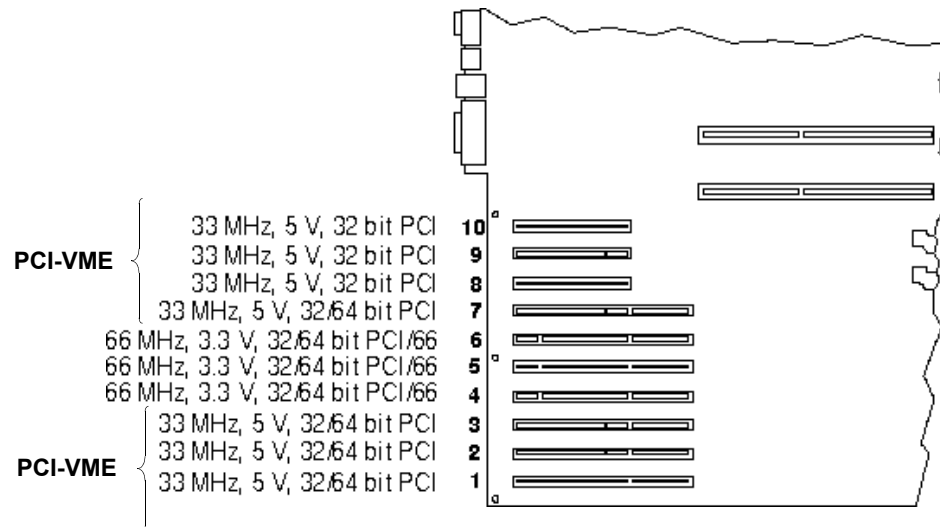 33 MHz, 5 V, 32 bit PCI 10
PCI-VME
33 MHz, 5 V, 32 bit PCI 9
33 MHz, 5 V, 32 bit PCI 8
33 MHz, 5 V, 32/64 bit PCI 7
66 MHz, 3.3 V, 32/64 bit PCI/66 6
66 MHz, 3.3 V, 32/64 bit PCI/66 5
66 MHz, 3.3 V, 32/64 bit PCI/66 4
33 MHz, 5 V, 32/64 bit PCI 3
33 MHz, 5 V, 32/64 bit PCI 2
PCI-VME
33 MHz, 5 V, 32/64 bit PCI 1